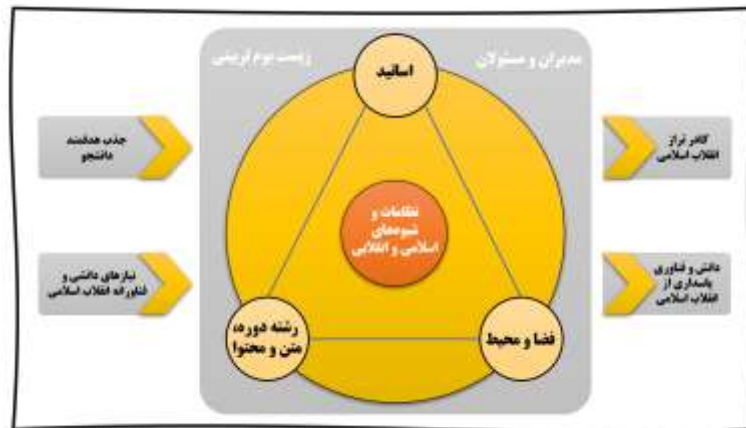 مدیران و مسئولان
زیست بوم تربیتی
اساتید
کادر تراز
انقلاب اسلامی
دانش و فناوری
پاسداری از
انقلاب اسلامی
نظامات و
شیوه‌های
اسلامی و انقلابی
فضا و محیط
رشته دوره،
متن و محتوا
جذب هدفمند
دانشجو
نیازهای دانشی و
فناورانه انقلاب اسلامی